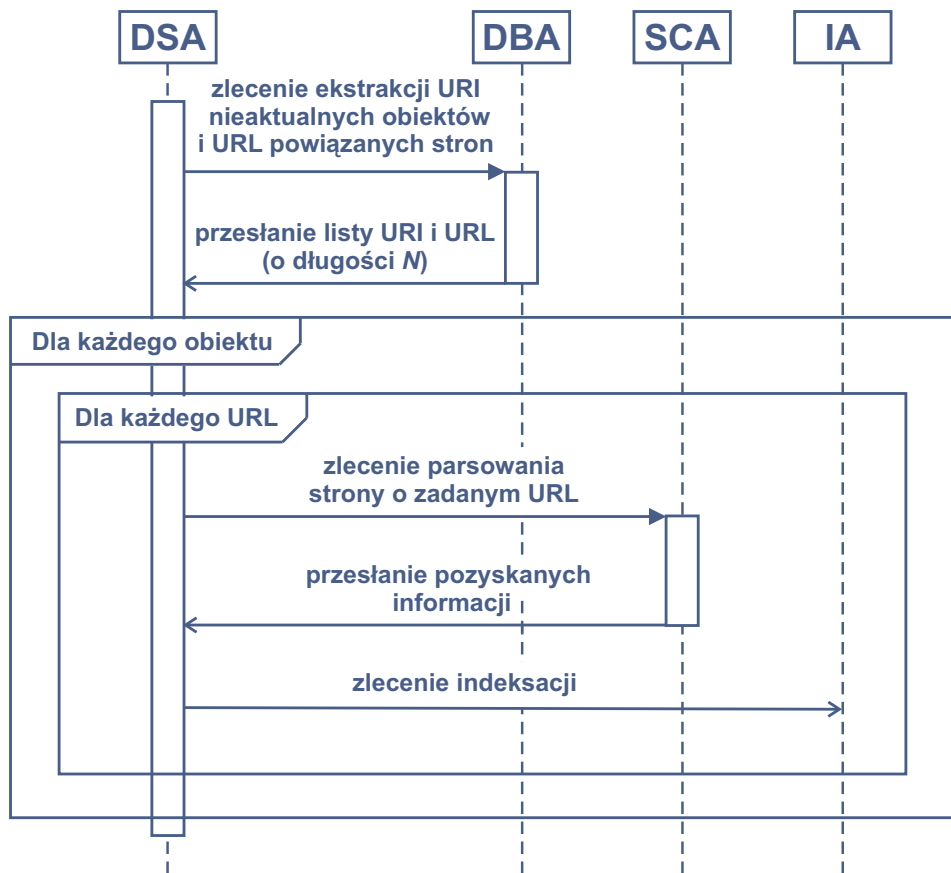 DSA
DBA
SCA
IA
zlecenie ekstrakcji URI
nieaktualnych obiektów
i URL powiązanych stron
przesłanie listy URI i URL
(o długości N)
Dla każdego obiektu
Dla każdego URL
zlecenie parsowania
strony o zadanym URL
przesłanie pozyskanych
informacji
zlecenie indeksacji